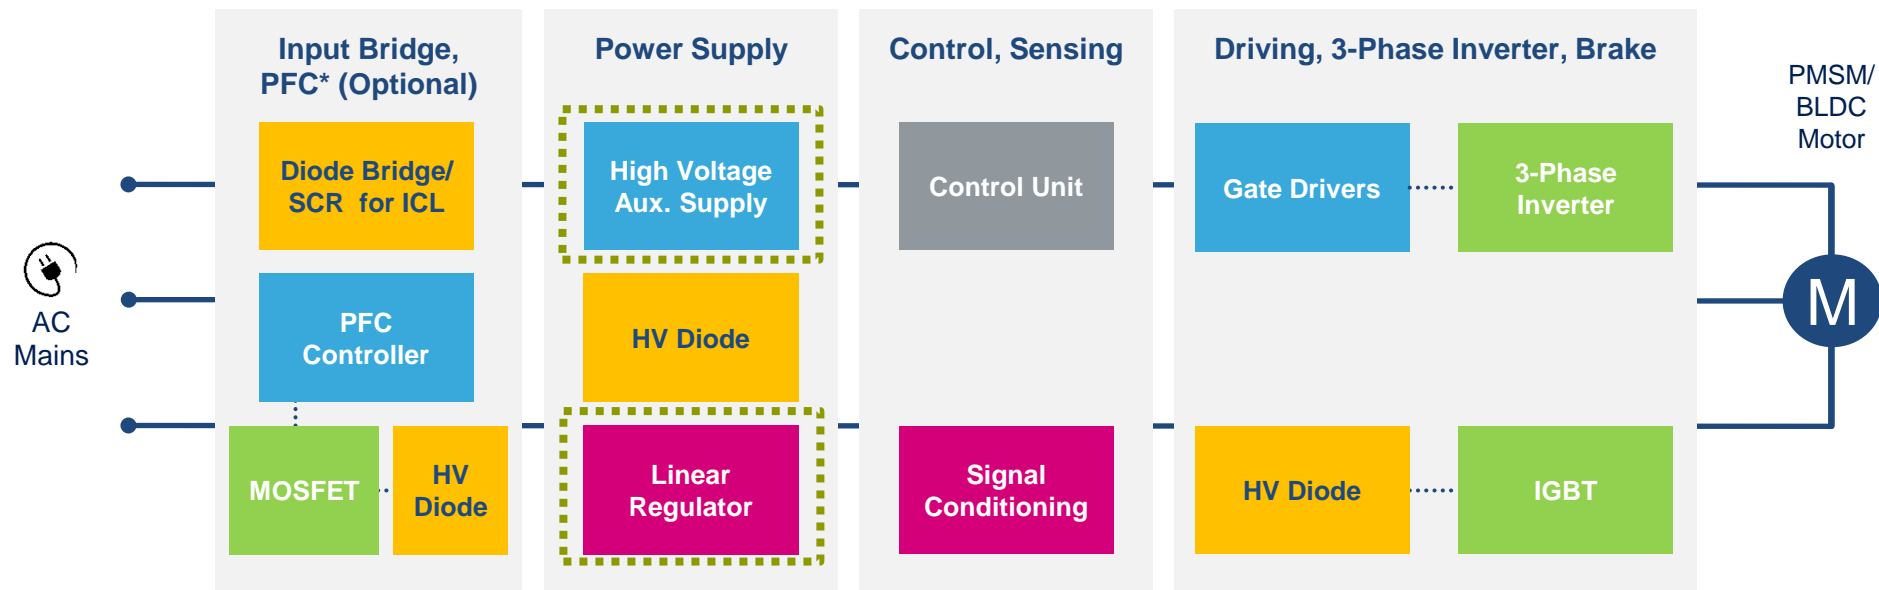 Input Bridge,
PFC* (Optional)
Power Supply
Control, Sensing
Driving, 3-Phase Inverter, Brake
PMSM/
BLDC
Motor
Diode Bridge/
SCR for ICL
High Voltage
Aux. Supply
Control Unit
Gate Drivers
3-Phase
Inverter
AC
Mains
PFC
Controller
HV Diode
M
MOSFET
HV
Diode
Linear
Regulator
Signal
Conditioning
HV Diode
IGBT